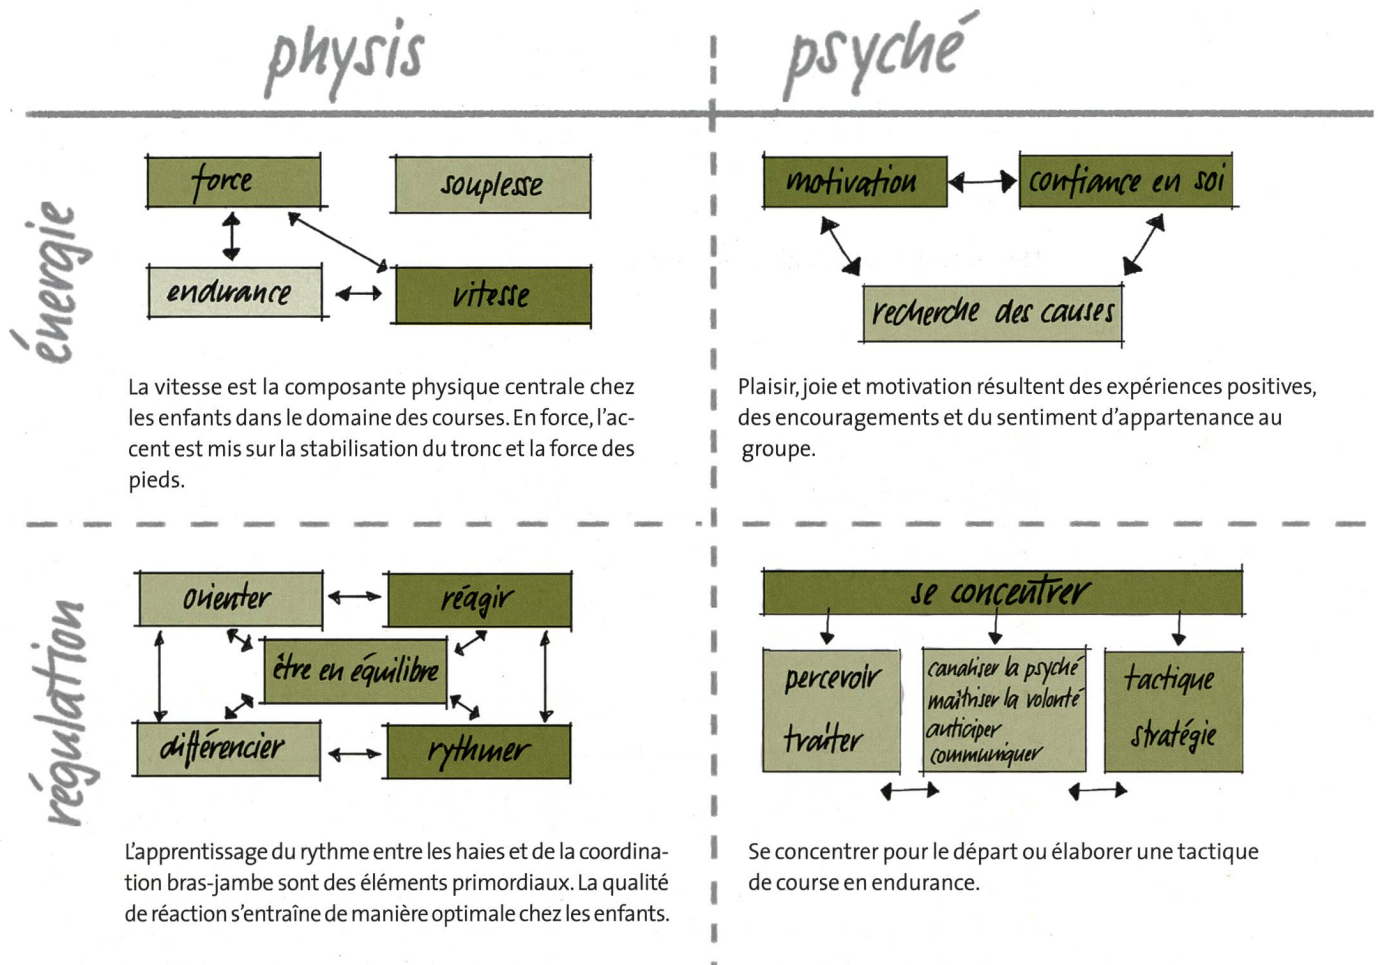 physis
psyché
énergie
force
souplesse
endurance
vitesse
La vitesse est la composante physique centrale chez
les enfants dans le domaine des courses. En force, l'ac-
cent est mis sur la stabilisation du tronc et la force des
pieds.
motivation
confiance en soi
recherche des causes
Plaisir, joie et motivation résultent des expériences positives,
des encouragements et du sentiment d'appartenance au
groupe.
régulation
orienter
réagir
être en équilibre
différencier
rythmer
L'apprentissage du rythme entre les haies et de la coordina-
tion bras-jambe sont des éléments primordiaux. La qualité
de réaction s'entraîne de manière optimale chez les enfants.
se concentrer
percevoir
traiter
canaliser la psyché
maîtriser la volonté
anticiper
communiquer
tactique
stratégie
Se concentrer pour le départ ou élaborer une tactique
de course en endurance.